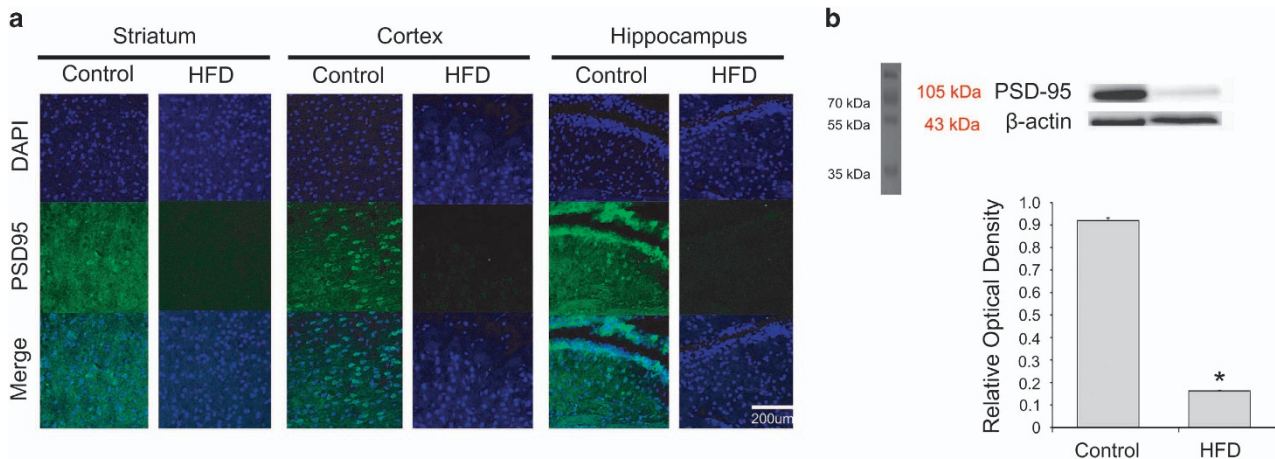 a
Striatum Cortex Hippocampus
Control HFD Control HFD Control HFD
DAPI
PSD95
Merge
200um
b
70 kDa
55 kDa
35 kDa
105 kDa PSD-95
43 kDa β-actin
Relative Optical Density
1.0
0.9
0.8
0.7
0.6
0.5
0.4
0.3
0.2
0.1
0
*
Control HFD